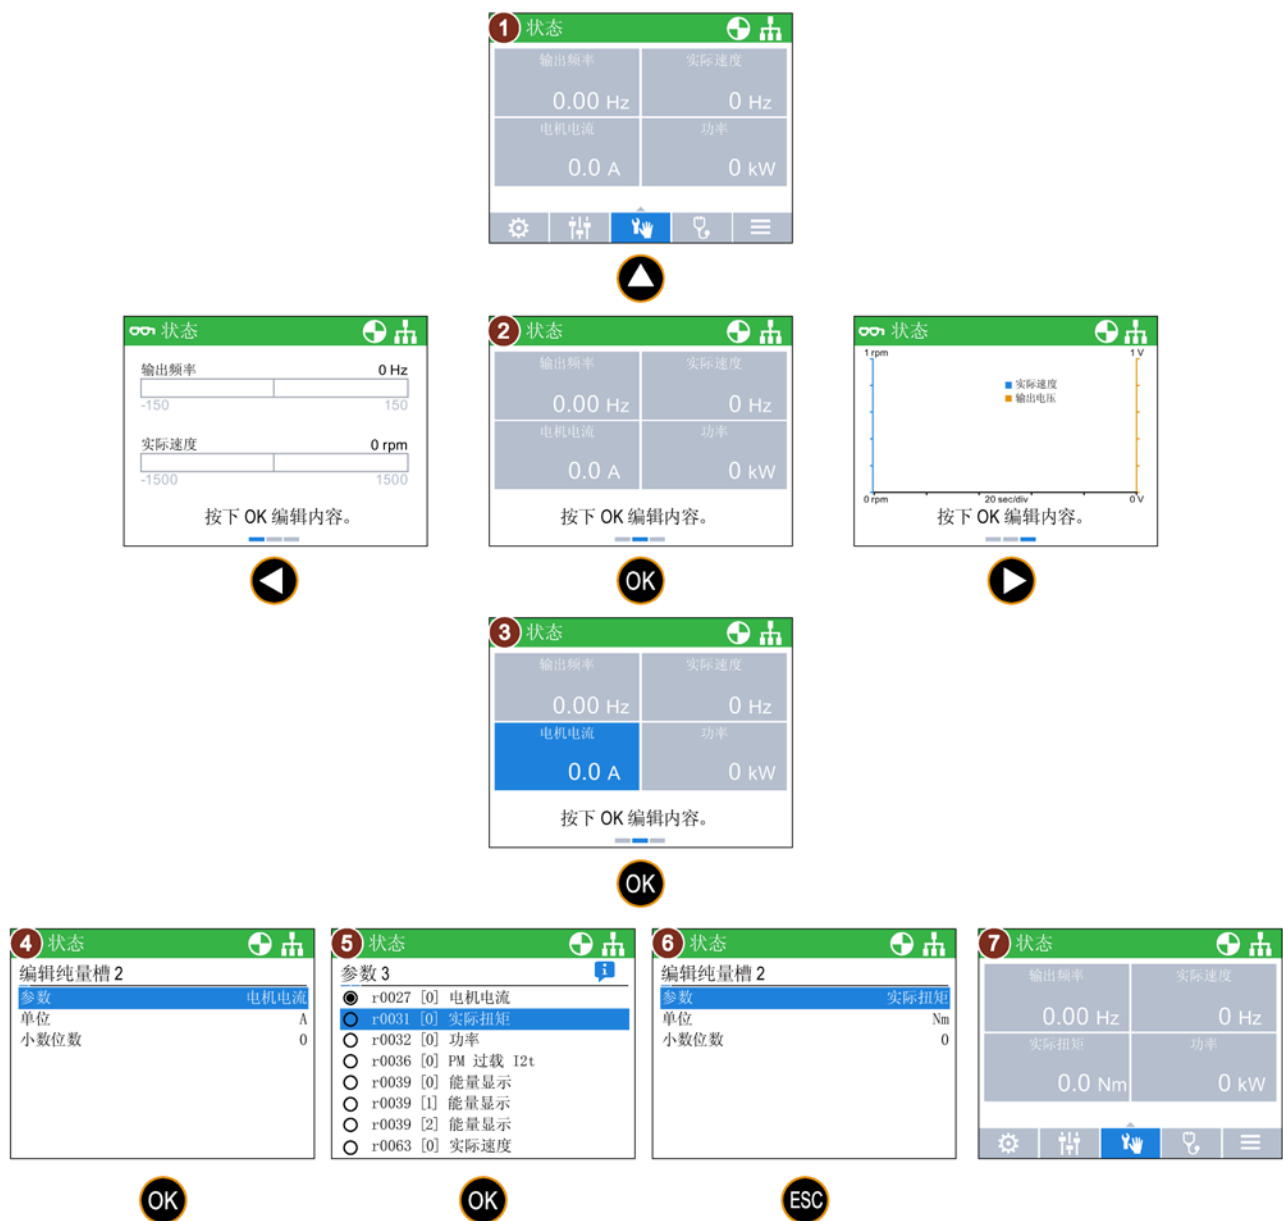 1 状态
输出频率 实际速度
0.00 Hz 0 Hz
电机电流 功率
0.0 A 0 kW
状态
输出频率 0 Hz
-150 150
实际速度 0 rpm
-1500 1500
按下 OK 编辑内容。
2 状态
输出频率 实际速度
0.00 Hz 0 Hz
电机电流 功率
0.0 A 0 kW
按下 OK 编辑内容。
OK
状态
1 rpm 1 V
实际速度
输出电压
0 rpm 20 sec/div 0 V
按下 OK 编辑内容。
3 状态
输出频率 实际速度
0.00 Hz 0 Hz
电机电流 功率
0.0 A 0 kW
按下 OK 编辑内容。
OK
4 状态
编辑纯量槽 2
参数 电机电流
单位 A
小数位数 0
OK
5 状态
参数 3
r0027 [0] 电机电流
r0031 [0] 实际扭矩
r0032 [0] 功率
r0036 [0] PM 过载 I2t
r0039 [0] 能量显示
r0039 [1] 能量显示
r0039 [2] 能量显示
r0063 [0] 实际速度
OK
6 状态
编辑纯量槽 2
参数 实际扭矩
单位 Nm
小数位数 0
ESC
7 状态
输出频率 实际速度
0.00 Hz 0 Hz
实际扭矩 功率
0.0 Nm 0 kW